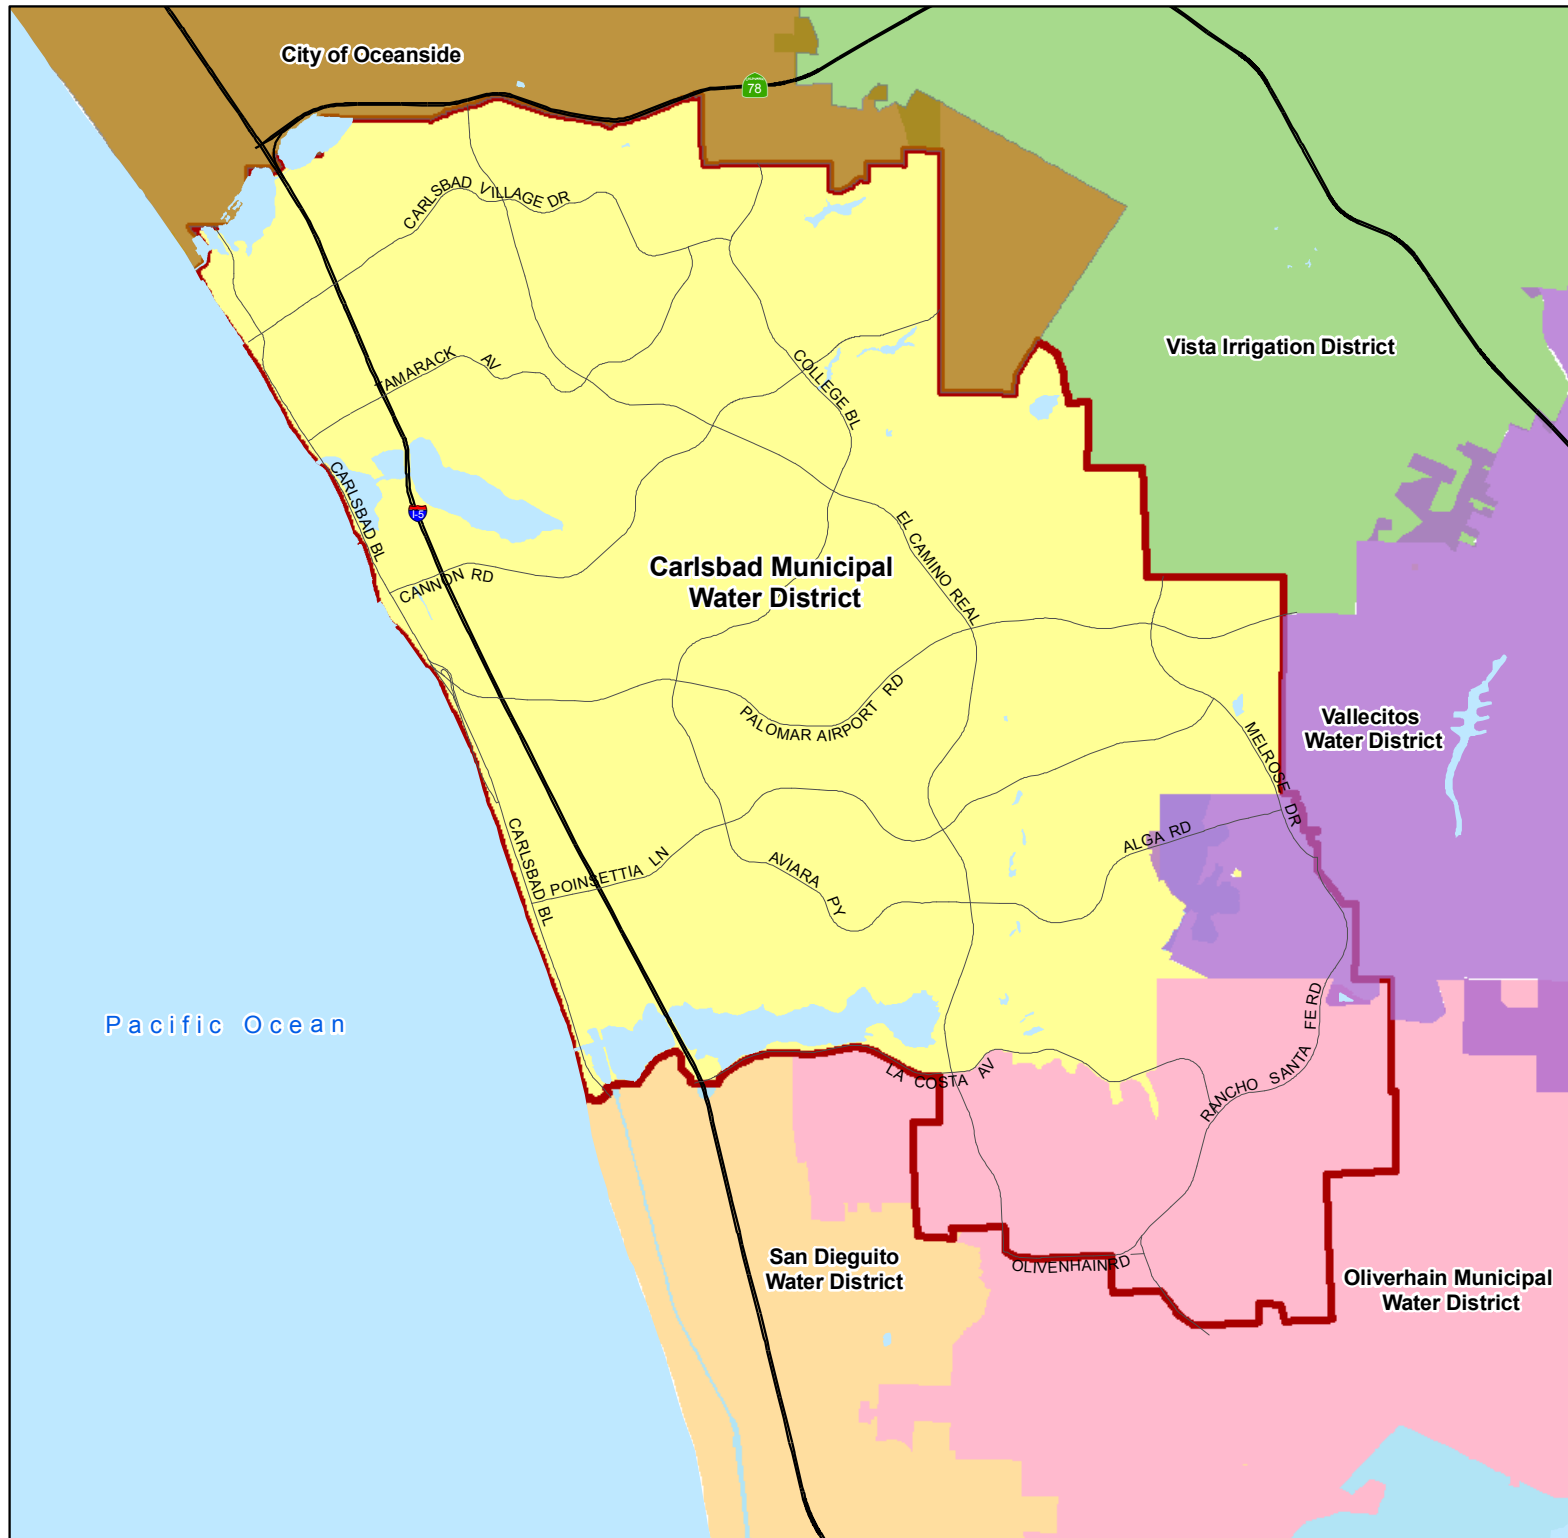 City of Oceanside
78
CARLSBAD VILLAGE DR
Vista Irrigation District
TAMARACK AV
COLLEGE BL
CARLSBAD BL
I-5
EL CAMINO REAL
Carlsbad Municipal
Water District
CANNON RD
PALOMAR AIRPORT RD
Vallecitos
Water District
MELROSE DR
CARLSBAD BL
POINSETTIA LN
AVIARA PY
ALGA RD
Pacific Ocean
LA COSTA AV
RANCHO SANTA FE RD
San Dieguito
Water District
OLIVENHAIN RD
Oliverhain Municipal
Water District